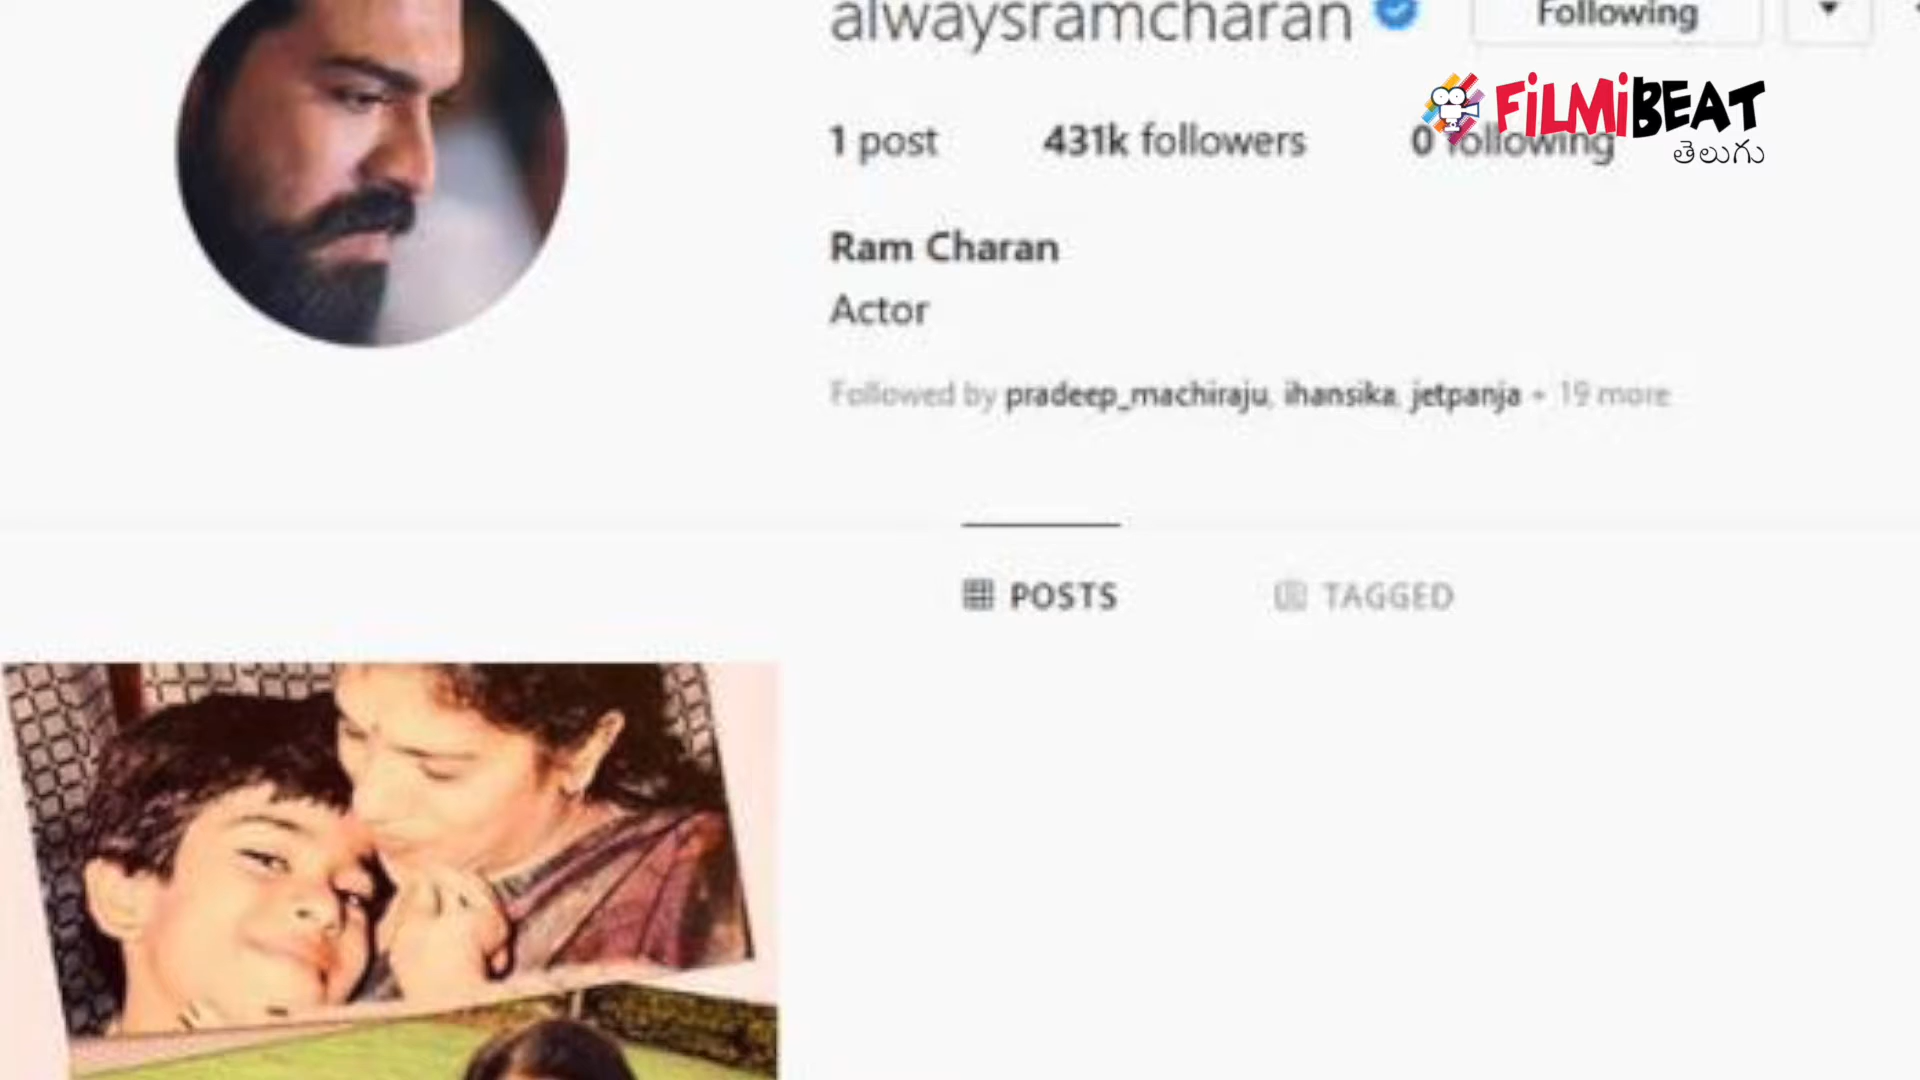 alwaysramcharan
Following
FiLMiBEAT
తెలుగు
1 post
431k followers
0 following
Ram Charan
Actor
Followed by pradeep_machiraju, ihansika, jetpanja + 19 more
POSTS
TAGGED